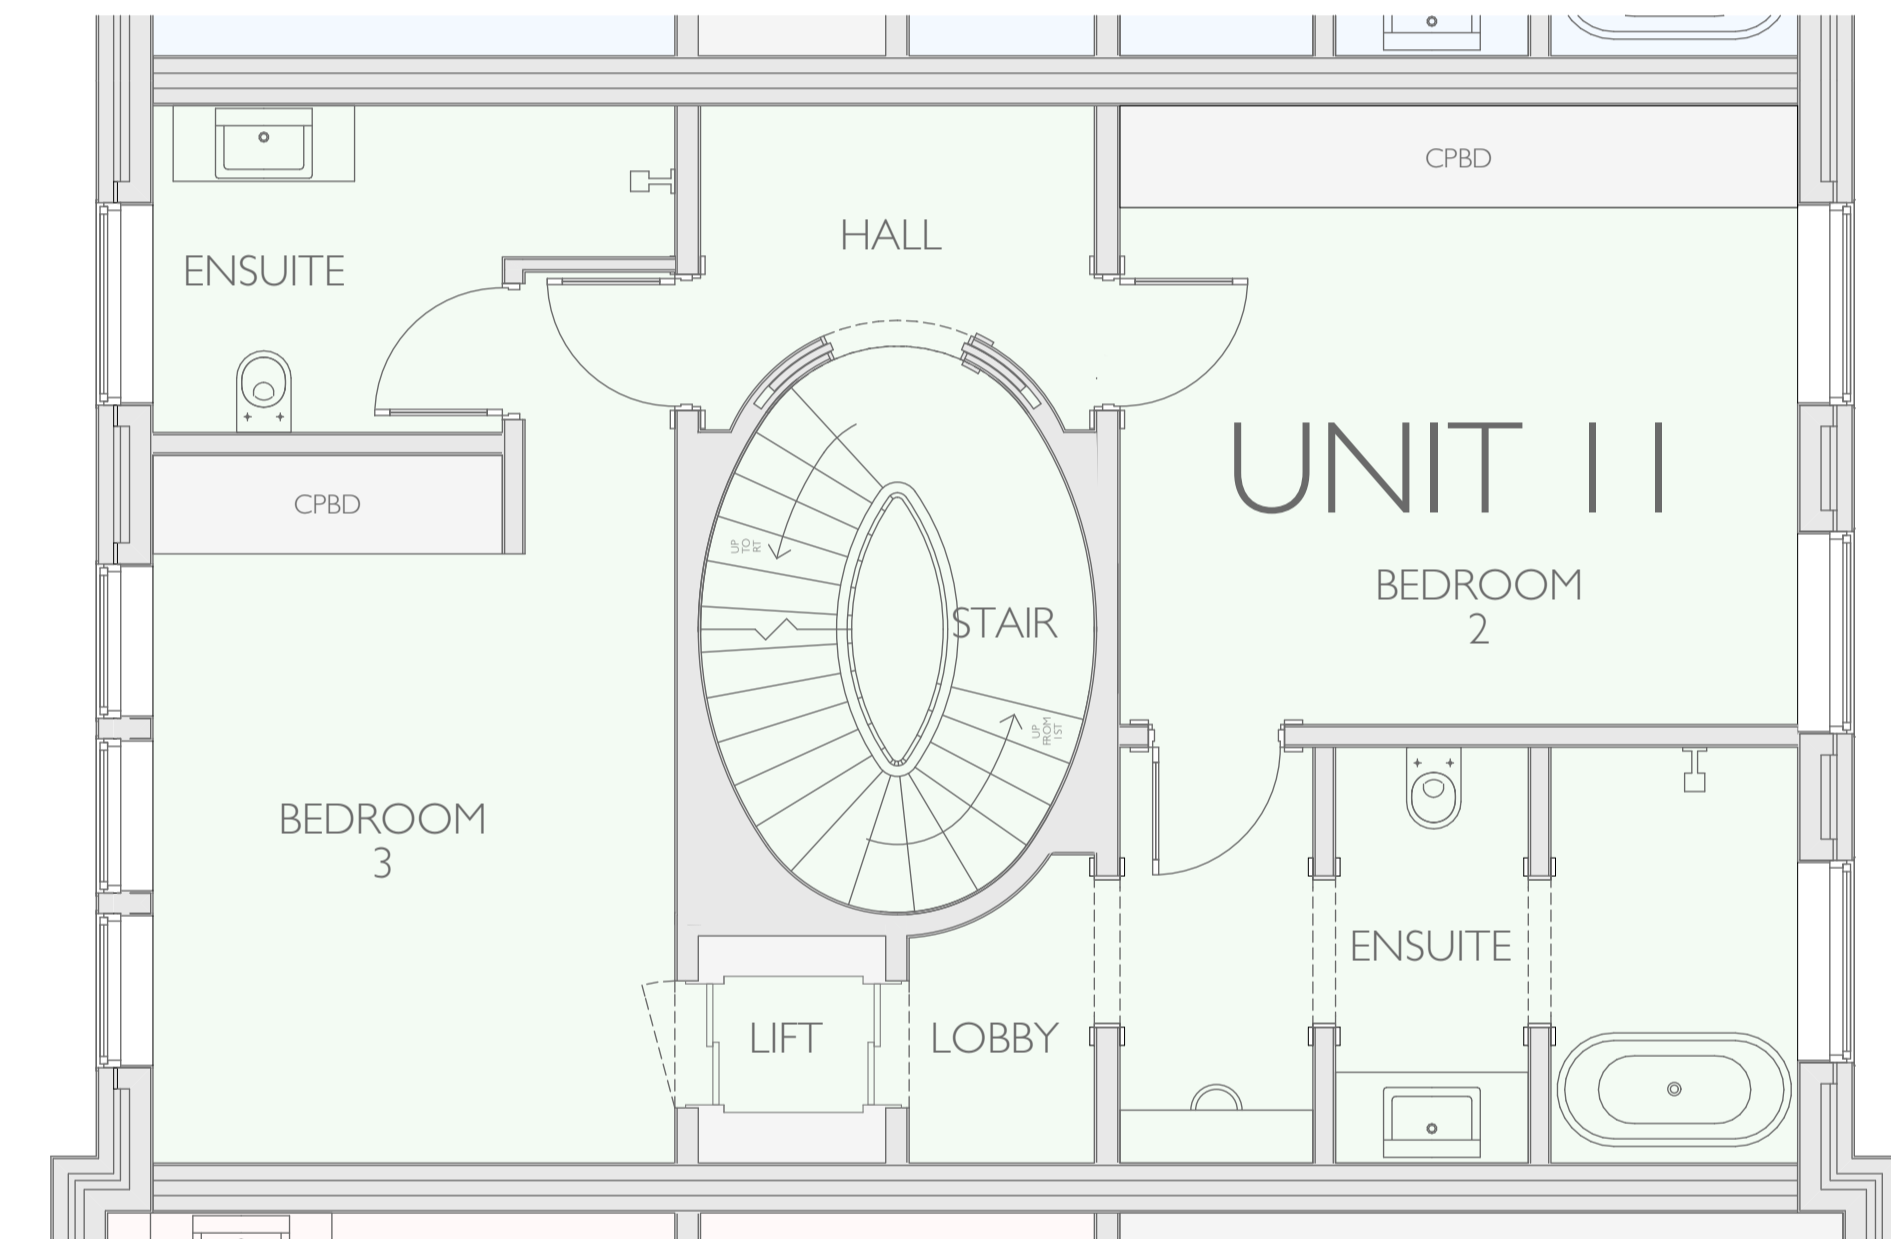 CPBD
HALL
ENSUITE
UNIT 11
CPBD
UP
TO
RT
BEDROOM
2
STAIR
UP
FROM
1ST
BEDROOM
3
ENSUITE
LIFT
LOBBY